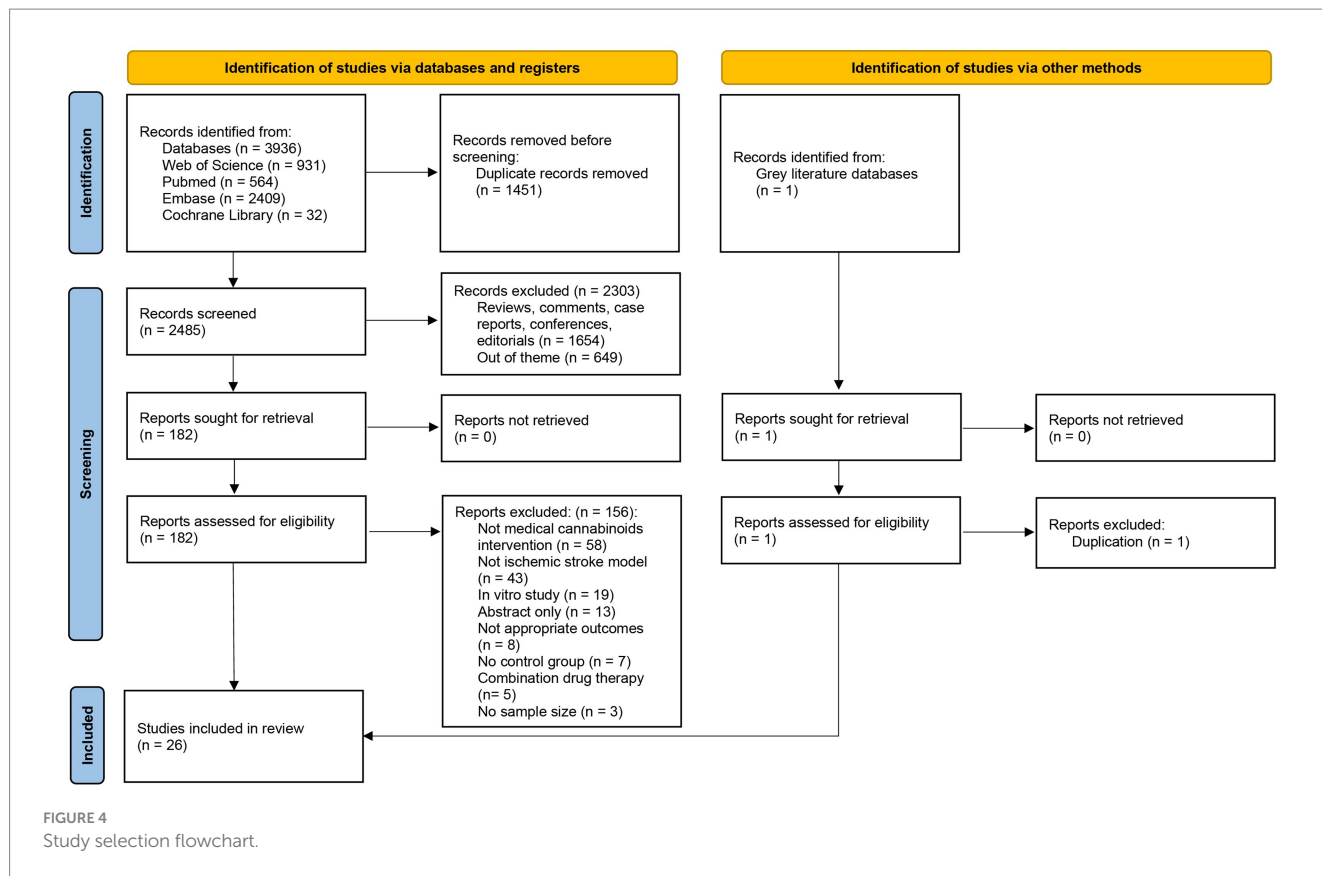 Identification of studies via databases and registers
Identification of studies via other methods
Identification
Records identified from:
Databases (n = 3936)
Web of Science (n = 931)
Pubmed (n = 564)
Embase (n = 2409)
Cochrane Library (n = 32)
Records removed before
screening:
Duplicate records removed
(n = 1451)
Records identified from:
Grey literature databases
(n = 1)
Screening
Records screened
(n = 2485)
Records excluded (n = 2303)
Reviews, comments, case
reports, conferences,
editorials (n = 1654)
Out of theme (n = 649)
Reports sought for retrieval
(n = 182)
Reports not retrieved
(n = 0)
Reports sought for retrieval
(n = 1)
Reports not retrieved
(n = 0)
Reports assessed for eligibility
(n = 182)
Reports excluded: (n = 156):
Not medical cannabinoids
intervention (n = 58)
Not ischemic stroke model
(n = 43)
In vitro study (n = 19)
Abstract only (n = 13)
Not appropriate outcomes
(n = 8)
No control group (n = 7)
Combination drug therapy
(n= 5)
No sample size (n = 3)
Reports assessed for eligibility
(n = 1)
Reports excluded:
Duplication (n = 1)
Included
Studies included in review
(n = 26)
FIGURE 4
Study selection flowchart.